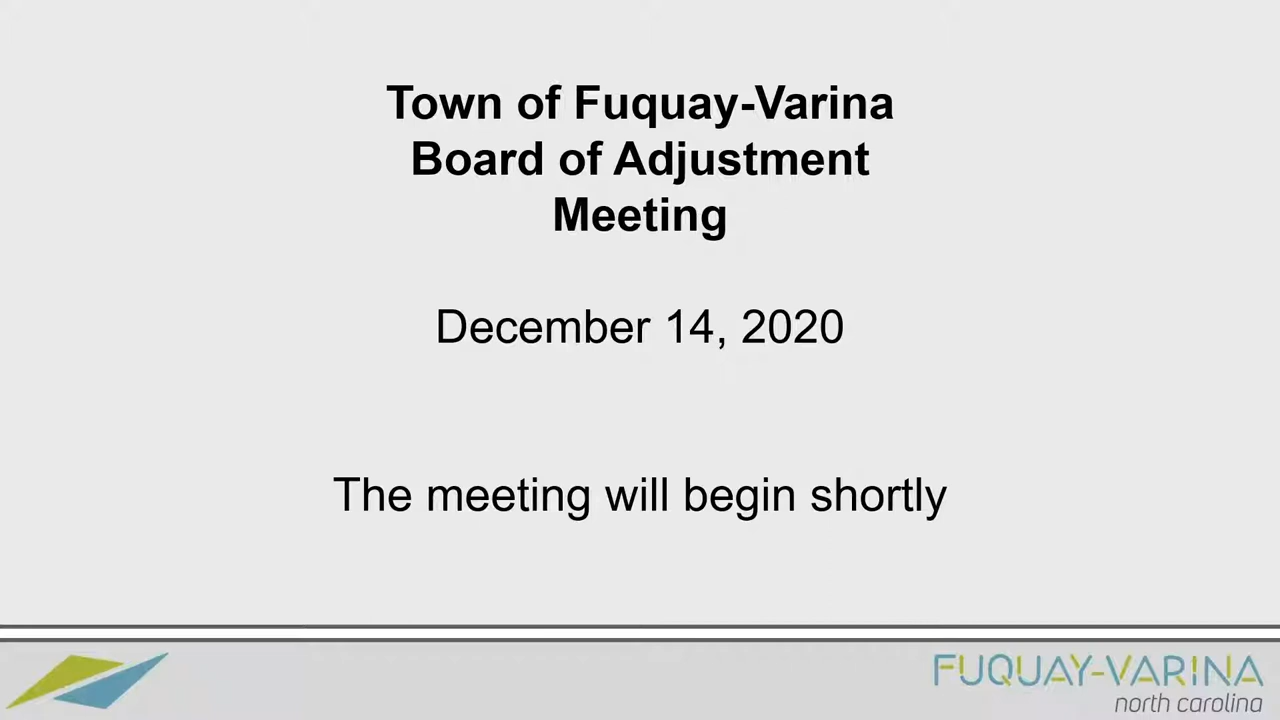 Town of Fuquay-Varina
Board of Adjustment
Meeting
December 14, 2020
The meeting will begin shortly
FUQUAY-VARINA
north carolina